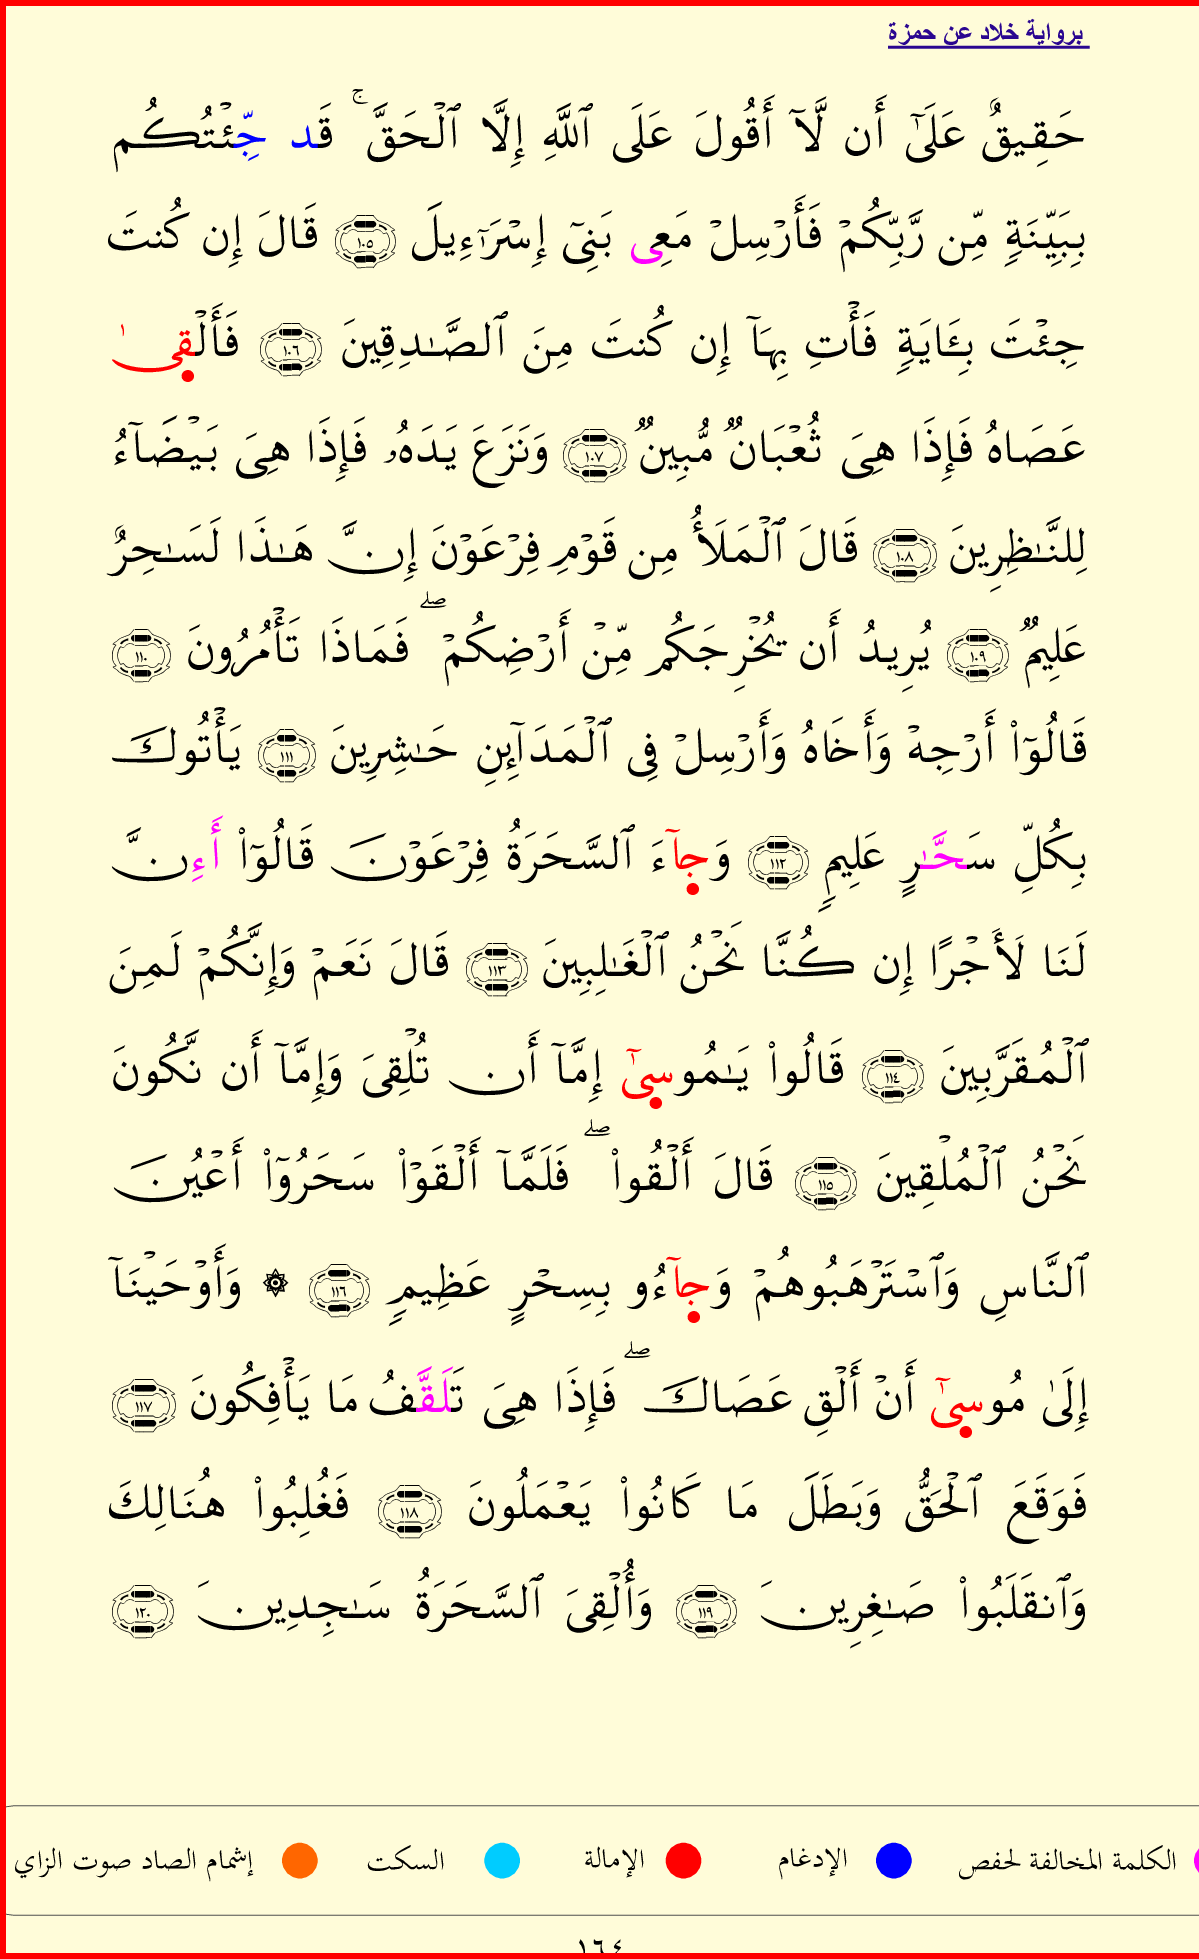 برواية خلاد عن حمزة
حَقِيقٌ عَلَىٰٓ أَن لَّآ أَقُولَ عَلَى ٱللَّهِ إِلَّا ٱلْحَقَّ ۚ قَد جِّئْتُكُم
بِبَيِّنَةٍ مِّن رَّبِّكُمْ فَأَرْسِلْ مَعِى بَنِىٓ إِسْرَٰٓءِيلَ ١٠٥ قَالَ إِن كُنتَ
جِئْتَ بِـَٔايَةٍ فَأْتِ بِهَآ إِن كُنتَ مِنَ ٱلصَّـٰدِقِينَ ١٠٦ فَأَلْقِىٰ
عَصَاهُ فَإِذَا هِىَ ثُعْبَانٌ مُّبِينٌ ١٠٧ وَنَزَعَ يَدَهُۥ فَإِذَا هِىَ بَيْضَآءُ
لِلنَّـٰظِرِينَ ١٠٨ قَالَ ٱلْمَلَأُ مِن قَوْمِ فِرْعَوْنَ إِنَّ هَـٰذَا لَسَـٰحِرٌ
عَلِيمٌ ١٠٩ يُرِيدُ أَن يُخْرِجَكُم مِّنْ أَرْضِكُمْ ۖ فَمَاذَا تَأْمُرُونَ ١١٠
قَالُوٓا۟ أَرْجِهْ وَأَخَاهُ وَأَرْسِلْ فِى ٱلْمَدَآئِنِ حَـٰشِرِينَ ١١١ يَأْتُوكَ
بِكُلِّ سَحَّـٰرٍ عَلِيمٍ ١١٢ وَجَآءَ ٱلسَّحَرَةُ فِرْعَوْنَ قَالُوٓا۟ أَءِنَّ
لَنَا لَأَجْرًا إِن كُنَّا نَحْنُ ٱلْغَـٰلِبِينَ ١١٣ قَالَ نَعَمْ وَإِنَّكُمْ لَمِنَ
ٱلْمُقَرَّبِينَ ١١٤ قَالُوا۟ يَـٰمُوسِىٓ إِمَّآ أَن تُلْقِىَ وَإِمَّآ أَن نَّكُونَ
نَحْنُ ٱلْمُلْقِينَ ١١٥ قَالَ أَلْقُوا۟ ۖ فَلَمَّآ أَلْقَوْا۟ سَحَرُوٓا۟ أَعْيُنَ
ٱلنَّاسِ وَٱسْتَرْهَبُوهُمْ وَجَآءُو بِسِحْرٍ عَظِيمٍ ١١٦ ۞ وَأَوْحَيْنَآ
إِلَىٰ مُوسِىٓ أَنْ أَلْقِ عَصَاكَ ۖ فَإِذَا هِىَ تَلَقَّفُ مَا يَأْفِكُونَ ١١٧
فَوَقَعَ ٱلْحَقُّ وَبَطَلَ مَا كَانُوا۟ يَعْمَلُونَ ١١٨ فَغُلِبُوا۟ هُنَالِكَ
وَٱنقَلَبُوا۟ صَـٰغِرِينَ ١١٩ وَأُلْقِىَ ٱلسَّحَرَةُ سَـٰجِدِينَ ١٢٠
الكلمة المخالفة لحفص الإدغام الإمالة السكت إشمام الصاد صوت الزاي
١٦٤